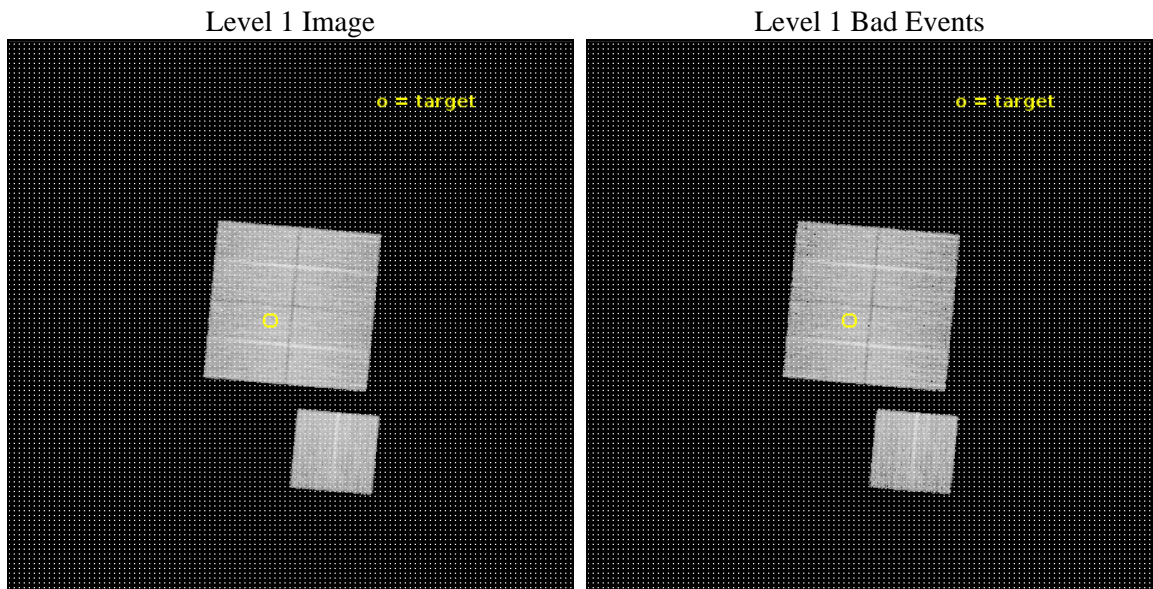 Level 1 Image
Level 1 Bad Events
o = target
o = target